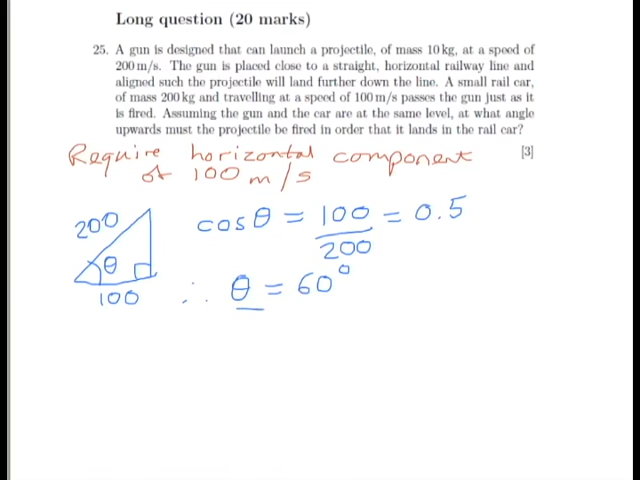 Long question (20 marks)
25. A gun is designed that can launch a projectile, of mass 10 kg, at a speed of
200 m/s. The gun is placed close to a straight, horizontal railway line and
aligned such the projectile will land further down the line. A small rail car,
of mass 200 kg and travelling at a speed of 100 m/s passes the gun just as it
is fired. Assuming the gun and the car are at the same level, at what angle
upwards must the projectile be fired in order that it lands in the rail car?
[3]
Require horizontal component
of 100 m/s
200
θ
100
cos θ = 100/200 = 0.5
∴ θ = 60°